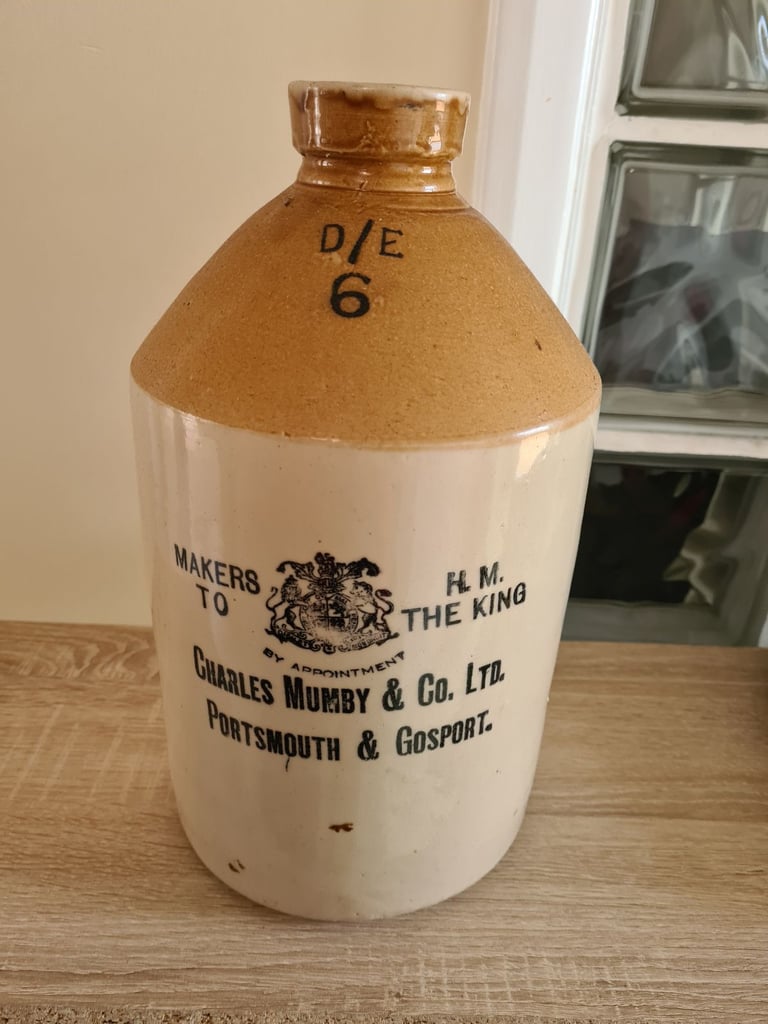 D/E
6
MAKERS TO
H. M. THE KING
BY APPOINTMENT
CHARLES MUMBY & CO. LTD.
PORTSMOUTH & GOSPORT.